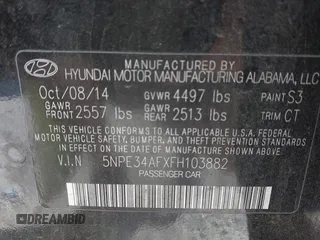 MANUFACTURED BY
HYUNDAI MOTOR MANUFACTURING ALABAMA, LLC
Oct/08/14 GVWR 4497 lbs PAINT S3
GAWR FRONT 2557 lbs GAWR REAR 2513 lbs TRIM CT
THIS VEHICLE CONFORMS TO ALL APPLICABLE FEDERAL
MOTOR VEHICLE SAFETY, BUMPER, AND THEFT PREVENTION
STANDARDS IN EFFECT ON THE DATE OF MANUFACTURE SHOWN ABOVE.
V.I.N 5NPE34AFXFH103882
PASSENGER CAR
DREAMBID